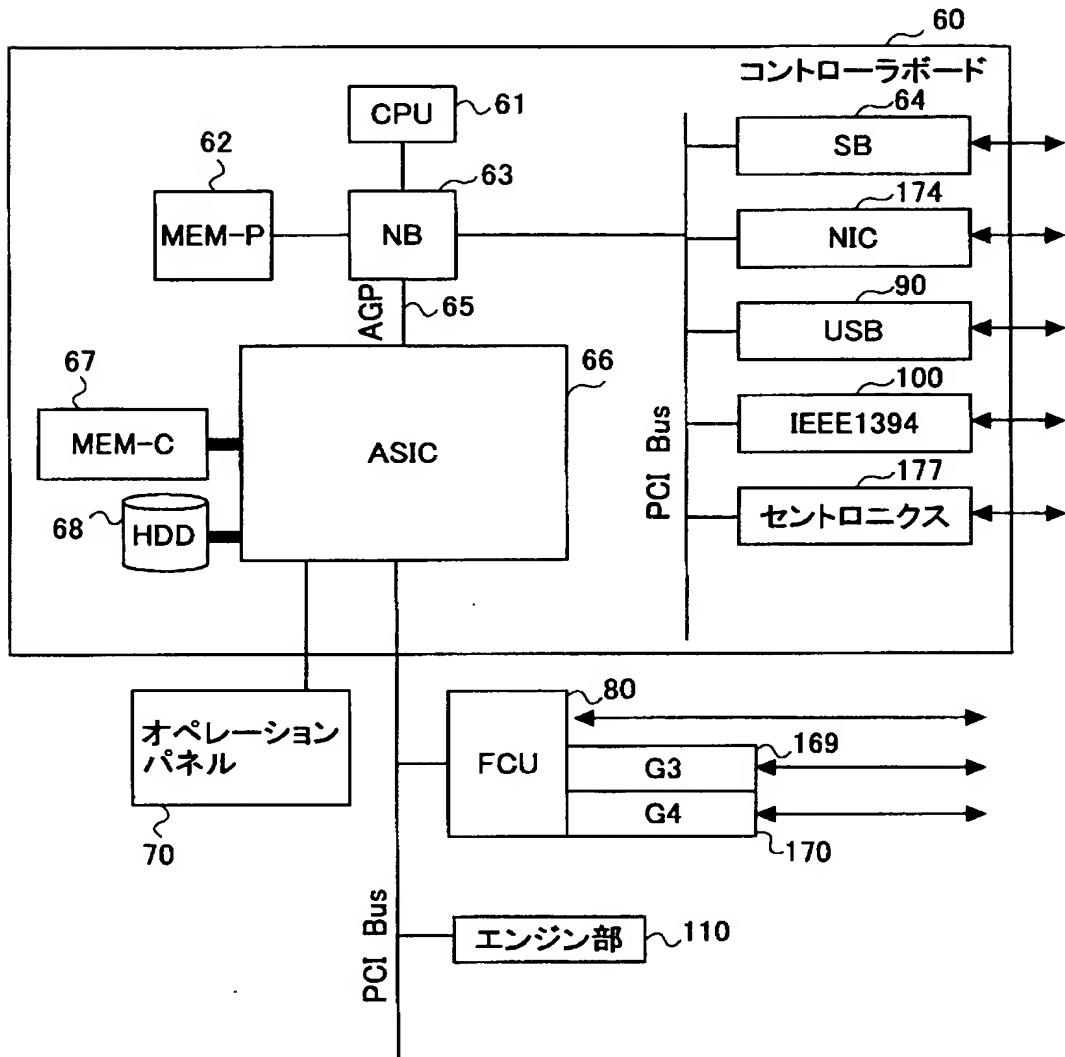 60
コントローラボード
CPU
61
64
SB
62
MEM-P
63
NB
174
NIC
AGP
65
90
USB
67
MEM-C
66
ASIC
100
IEEE1394
PCI Bus
68
HDD
177
セントロニクス
オペレーション
パネル
70
80
FCU
169
G3
G4
170
PCI Bus
エンジン部
110